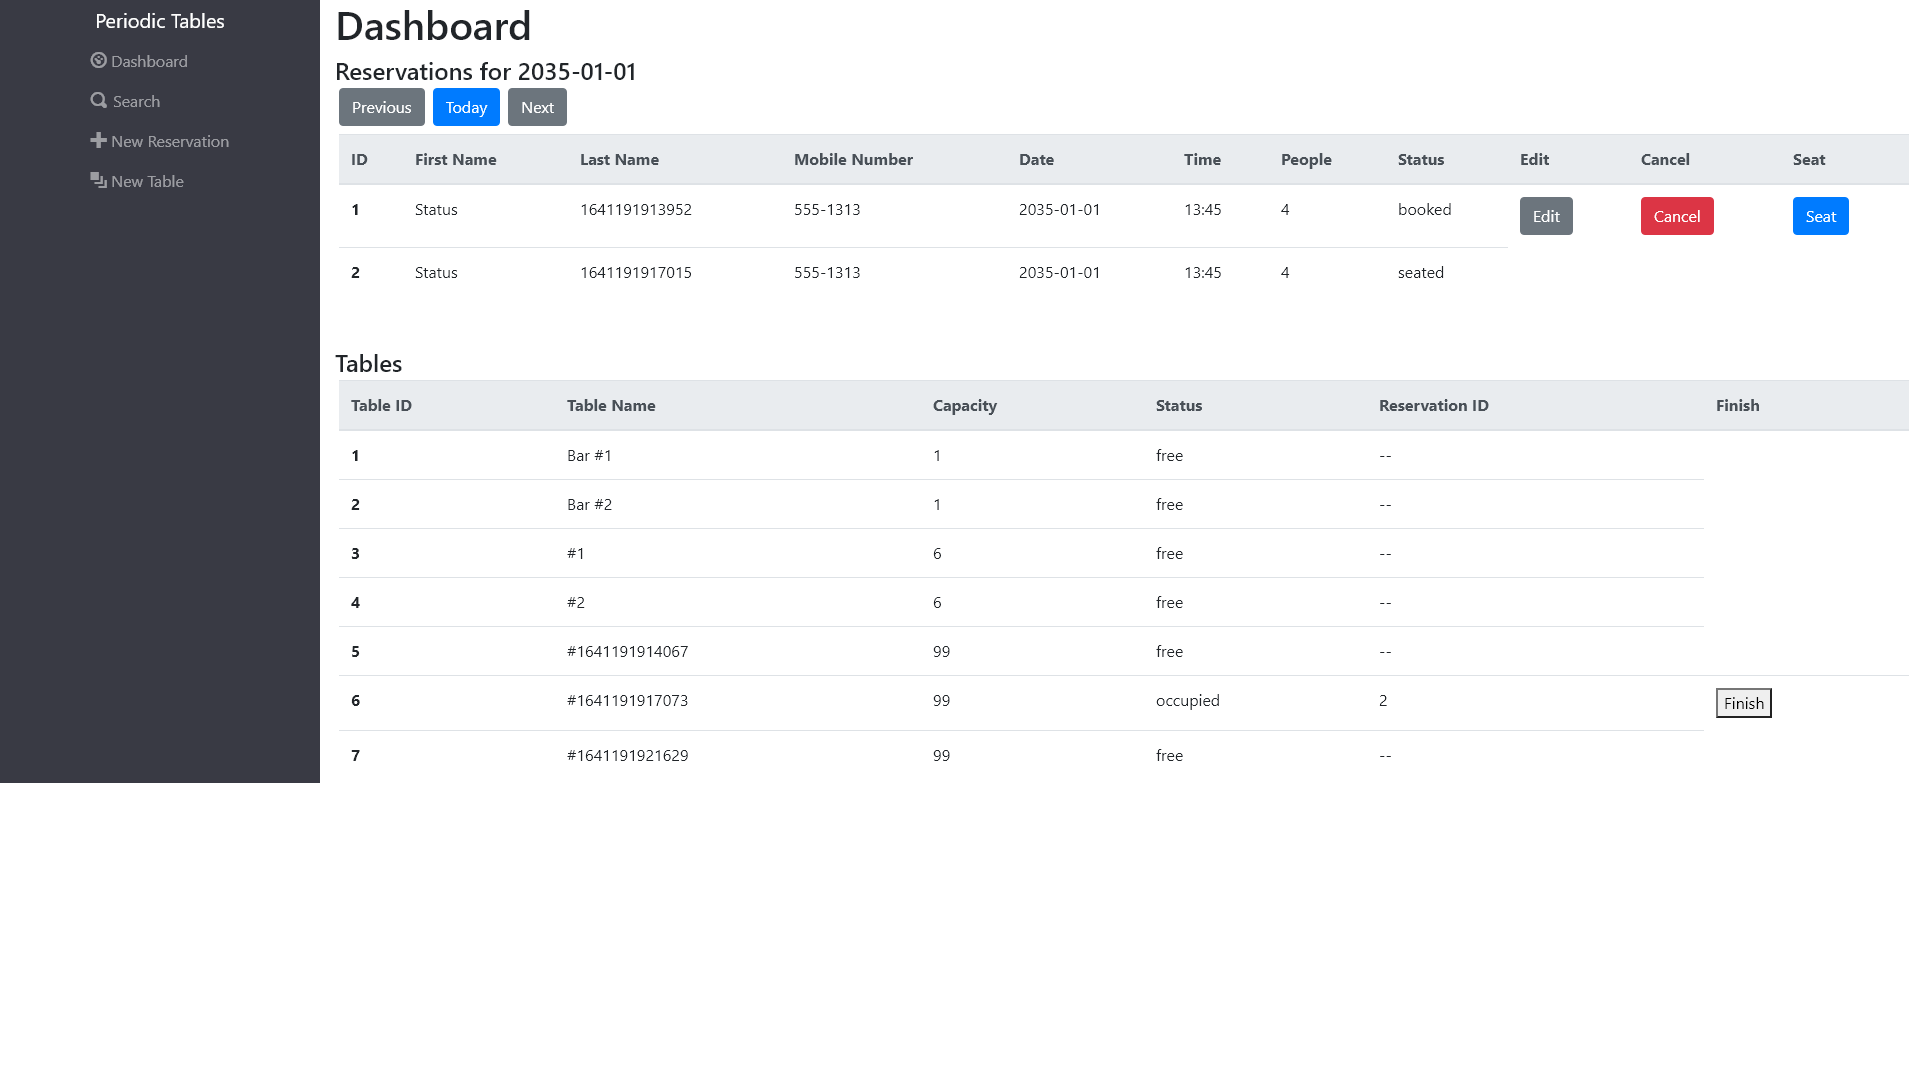 Periodic Tables
Dashboard
Search
New Reservation
New Table
Dashboard
Reservations for 2035-01-01
Previous Today Next
ID First Name Last Name Mobile Number Date Time People Status Edit Cancel Seat
1 Status 1641191913952 555-1313 2035-01-01 13:45 4 booked Edit Cancel Seat
2 Status 1641191917015 555-1313 2035-01-01 13:45 4 seated
Tables
Table ID Table Name Capacity Status Reservation ID Finish
1 Bar #1 1 free --
2 Bar #2 1 free --
3 #1 6 free --
4 #2 6 free --
5 #1641191914067 99 free --
6 #1641191917073 99 occupied 2 Finish
7 #1641191921629 99 free --